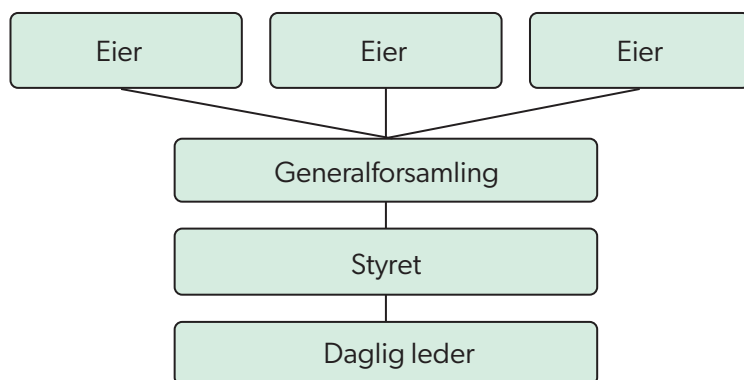 Eier Eier Eier
Generalforsamling
Styret
Daglig leder